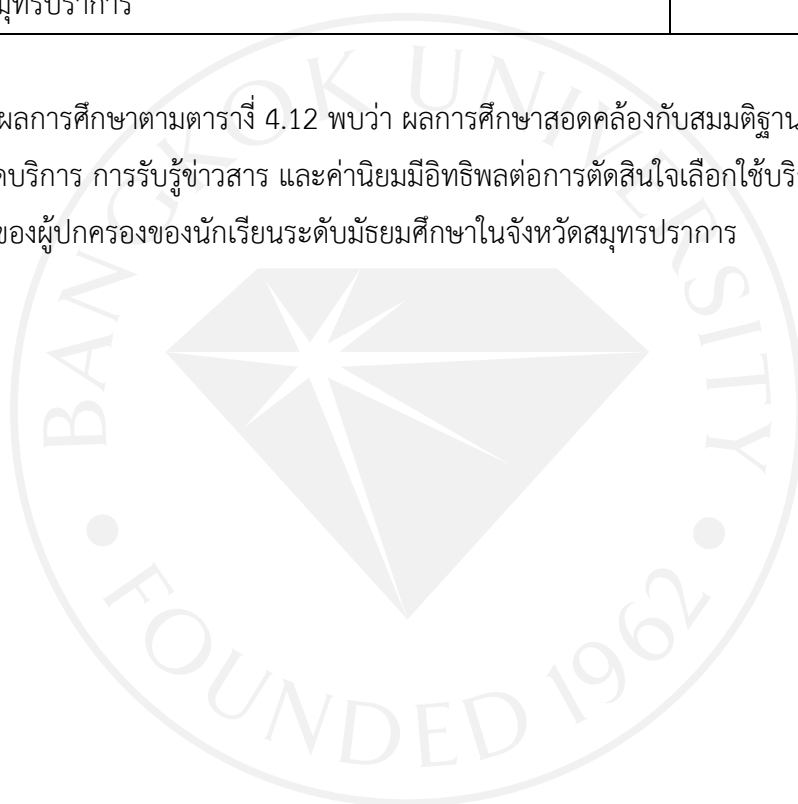 มุทรปราการ
ผลการศึกษาตามตารางี่ 4.12 พบว่า ผลการศึกษาสอดคล้องกับสมมติฐาน
บริการ การรับรู้ข่าวสาร และค่านิยมมีอิทธิพลต่อการตัดสินใจเลือกใช้บริ
ของผู้ปกครองของนักเรียนระดับมัธยมศึกษาในจังหวัดสมุทรปราการ
BANGKOK UNIVERSITY
FOUNDED 1962